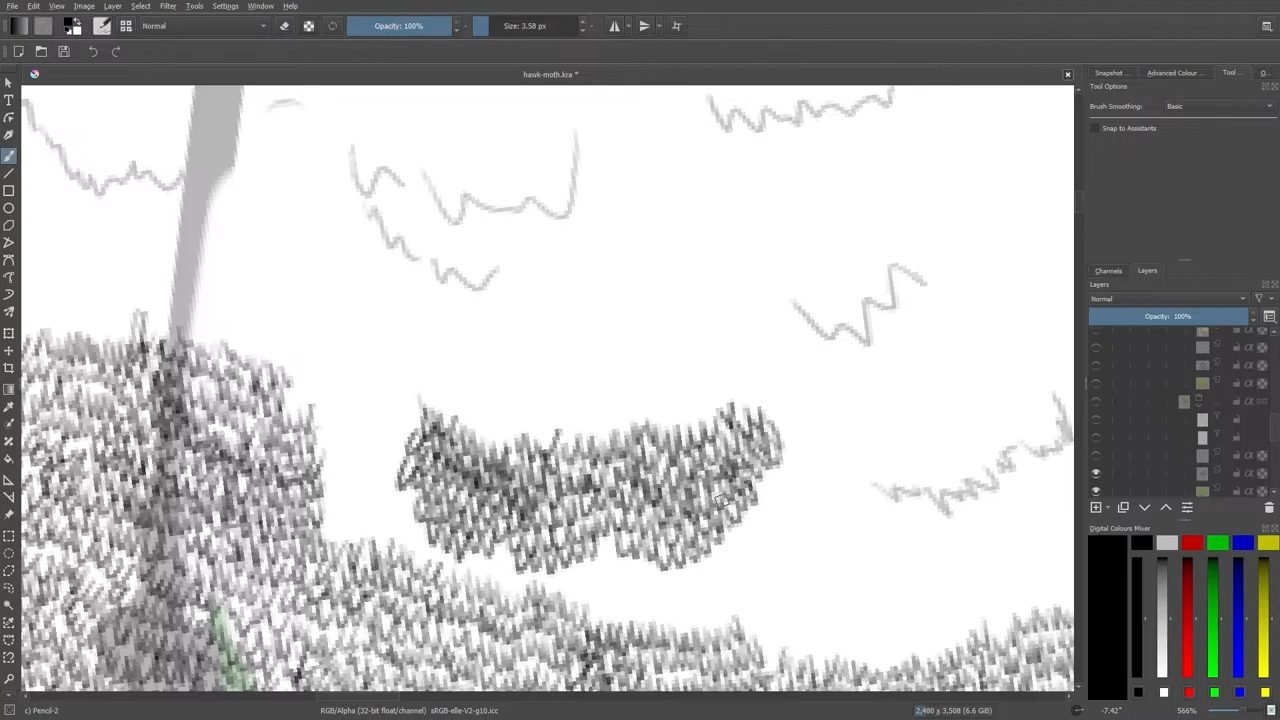 File Edit View Image Layer Select Filter Tools Settings Window Help
Normal Opacity: 100% Size: 3.58 px
hawk-moth.kra *
Snapshot ... Advanced Colour ... Tool ... O...
Tool Options
Brush Smoothing: Basic
Snap to Assistants
Channels Layers
Layers
Normal
Opacity: 100%
Digital Colours Mixer
c) Pencil-2 RGB/Alpha (32-bit float/channel) sRGB-elle-V2-g10.icc 2,480 x 3,508 (6.6 GiB) -7.42° 566%